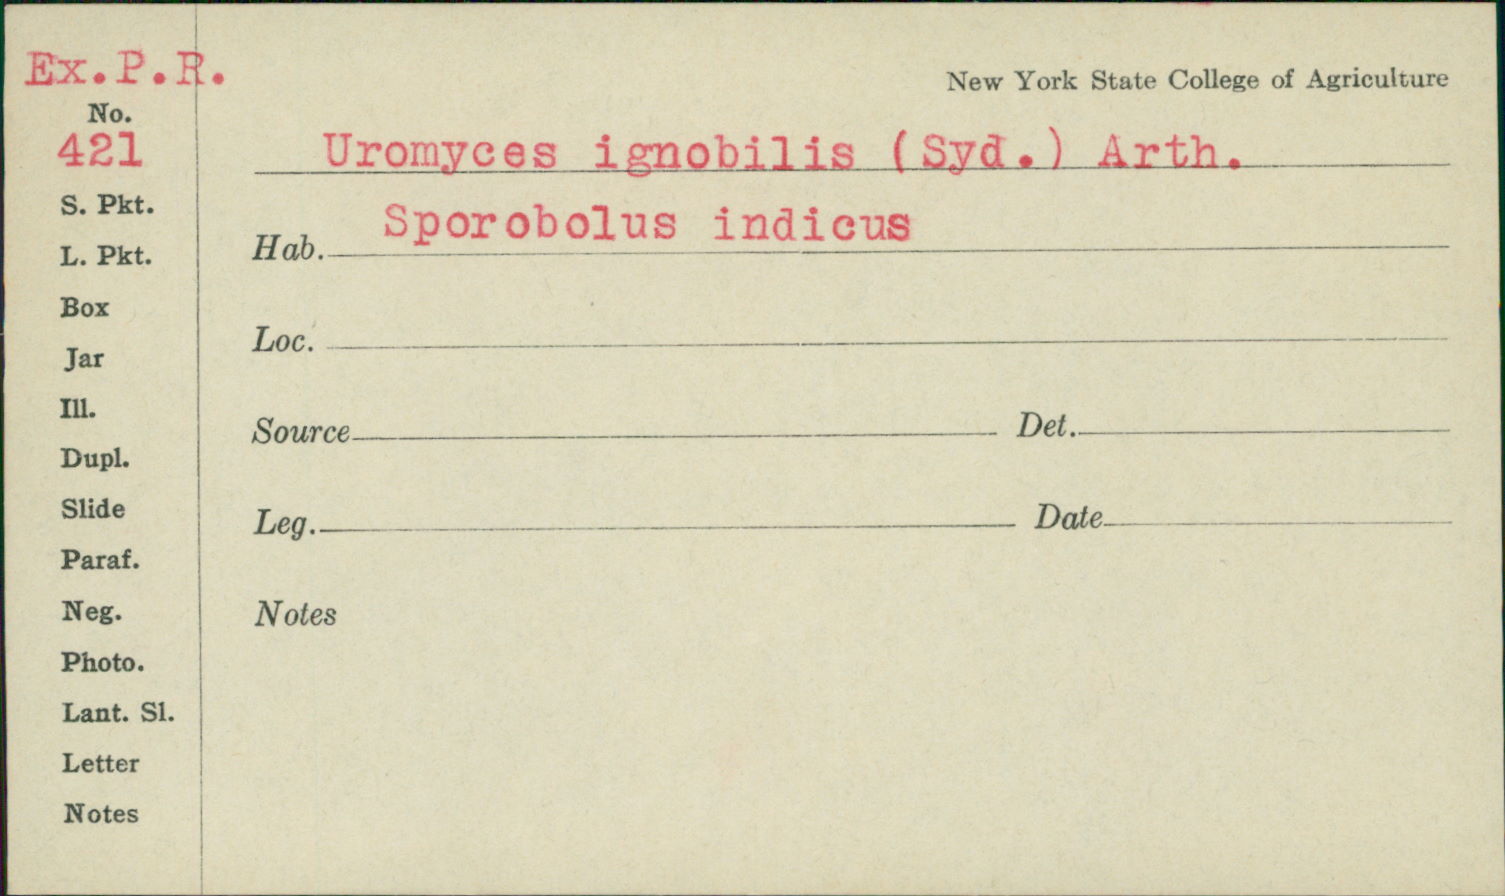 Ex.P.R.
New York State College of Agriculture
No.
421
Uromyces ignobilis (Syd.) Arth.
S. Pkt.
Hab. Sporobolus indicus
L. Pkt.
Box
Loc.
Jar
Ill.
Source Det.
Dupl.
Slide
Leg. Date
Paraf.
Neg.
Notes
Photo.
Lant. Sl.
Letter
Notes